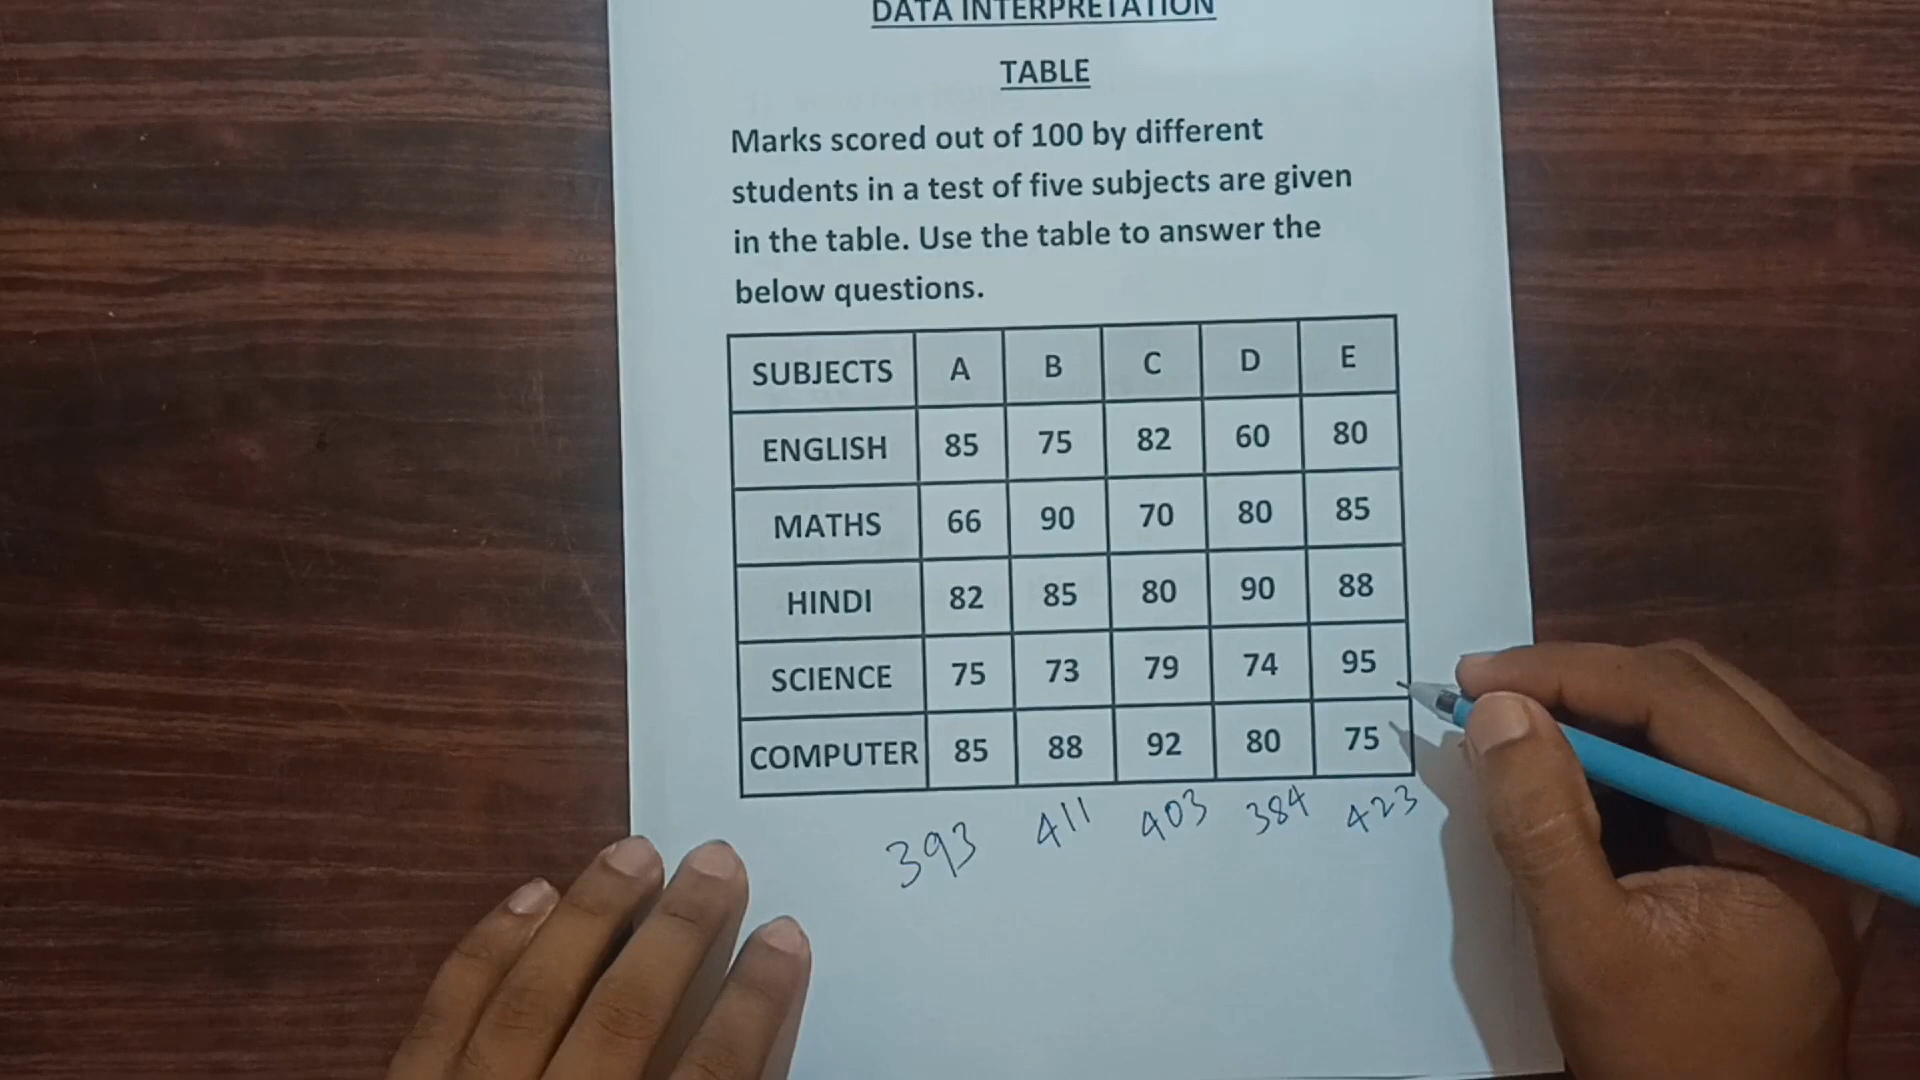 DATA INTERPRETATION
TABLE
Marks scored out of 100 by different
students in a test of five subjects are given
in the table. Use the table to answer the
below questions.
SUBJECTS A B C D E
ENGLISH 85 75 82 60 80
MATHS 66 90 70 80 85
HINDI 82 85 80 90 88
SCIENCE 75 73 79 74 95
COMPUTER 85 88 92 80 75
393 411 403 384 423